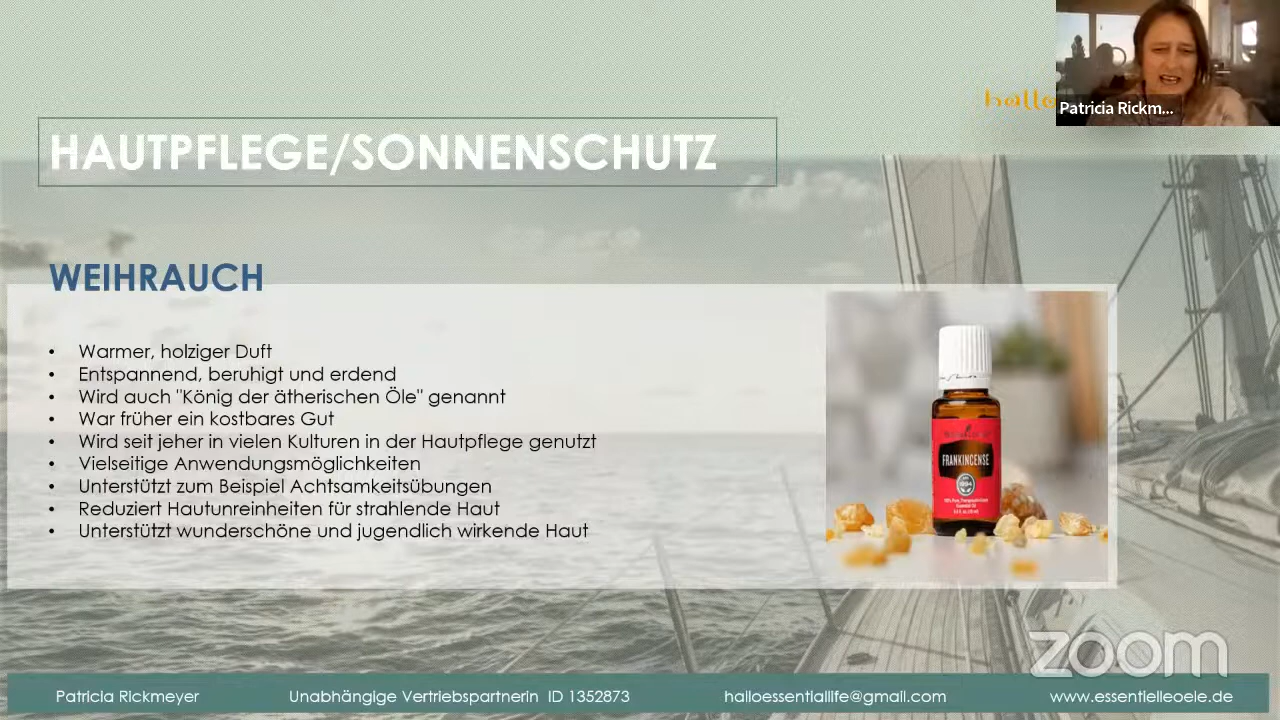 hallo
Patricia Rickm...
HAUTPFLEGE/SONNENSCHUTZ
WEIHRAUCH
• Warmer, holziger Duft
• Entspannend, beruhigt und erdend
• Wird auch "König der ätherischen Öle" genannt
• War früher ein kostbares Gut
• Wird seit jeher in vielen Kulturen in der Hautpflege genutzt
• Vielseitige Anwendungsmöglichkeiten
• Unterstützt zum Beispiel Achtsamkeitsübungen
• Reduziert Hautunreinheiten für strahlende Haut
• Unterstützt wunderschöne und jugendlich wirkende Haut
FRANKINCENSE
zoom
Patricia Rickmeyer Unabhängige Vertriebspartnerin ID 1352873 halloessentiallife@gmail.com www.essentielleoele.de